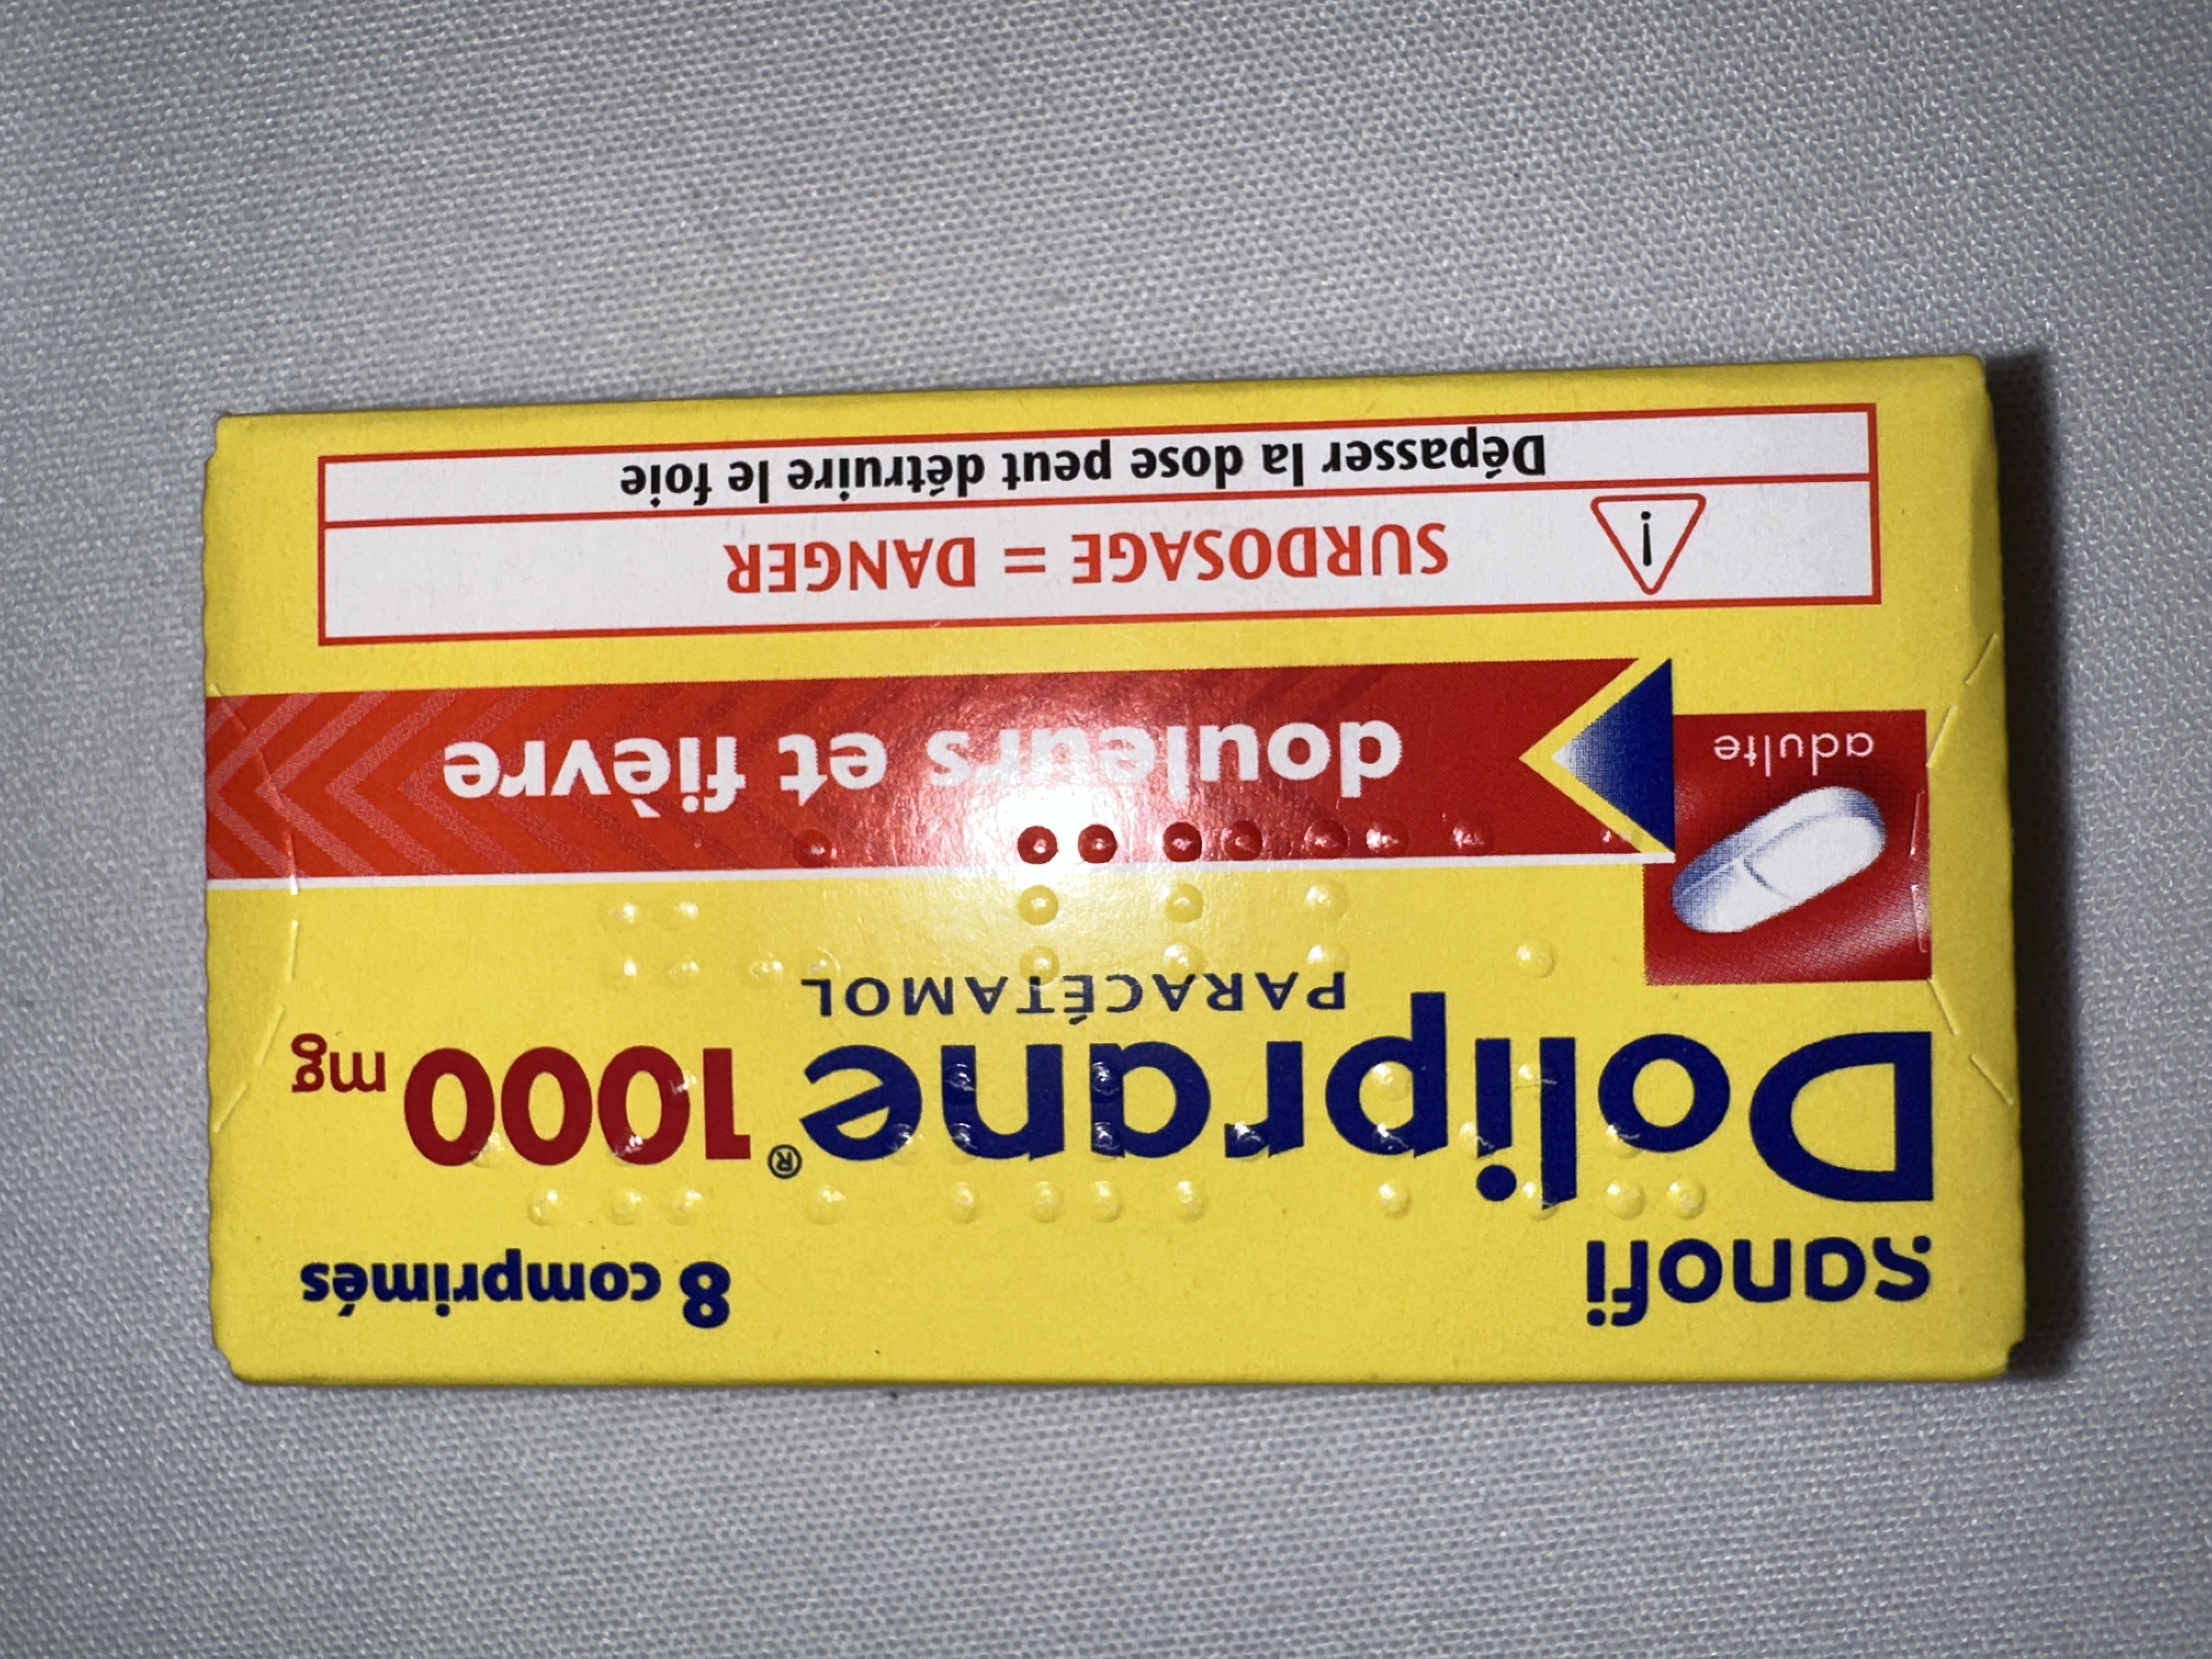 sanofi
8 comprimés
Doliprane® 1000 mg
PARACÉTAMOL
adulte
douleurs et fièvre
! SURDOSAGE = DANGER
Dépasser la dose peut détruire le foie